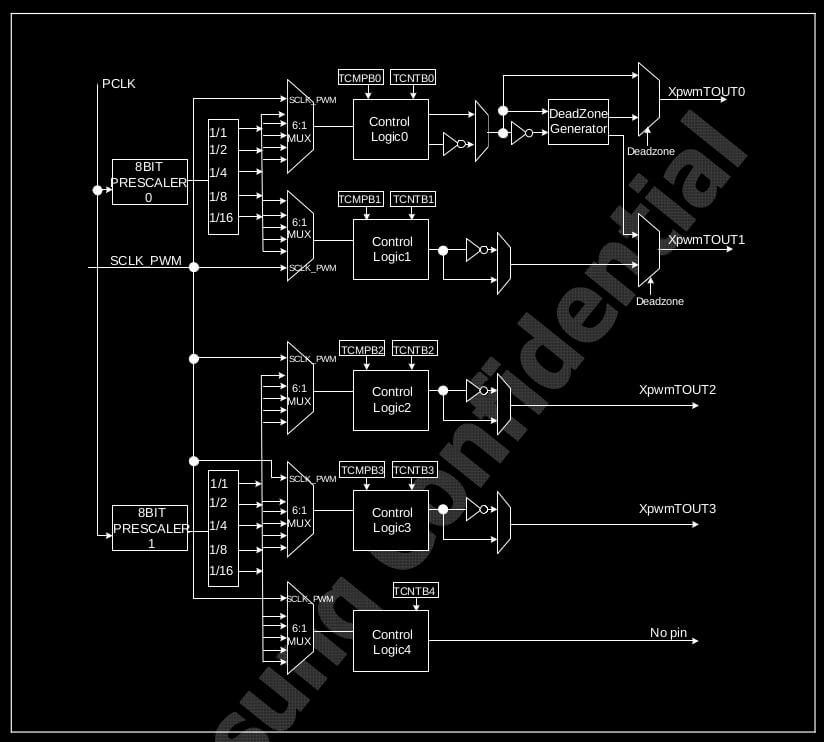 PCLK
TCMPB0 TCNTB0
XpwmTOUT0
SCLK_PWM
6:1
MUX
Control
Logic0
DeadZone
Generator
Deadzone
1/1
1/2
1/4
1/8
1/16
8BIT
PRESCALER
0
TCMPB1 TCNTB1
6:1
MUX
SCLK_PWM
Control
Logic1
XpwmTOUT1
Deadzone
SCLK_PWM
TCMPB2 TCNTB2
SCLK_PWM
6:1
MUX
Control
Logic2
XpwmTOUT2
TCMPB3 TCNTB3
SCLK_PWM
6:1
MUX
Control
Logic3
XpwmTOUT3
1/1
1/2
1/4
1/8
1/16
8BIT
PRESCALER
1
TCNTB4
SCLK_PWM
6:1
MUX
Control
Logic4
No pin
sung Confidential